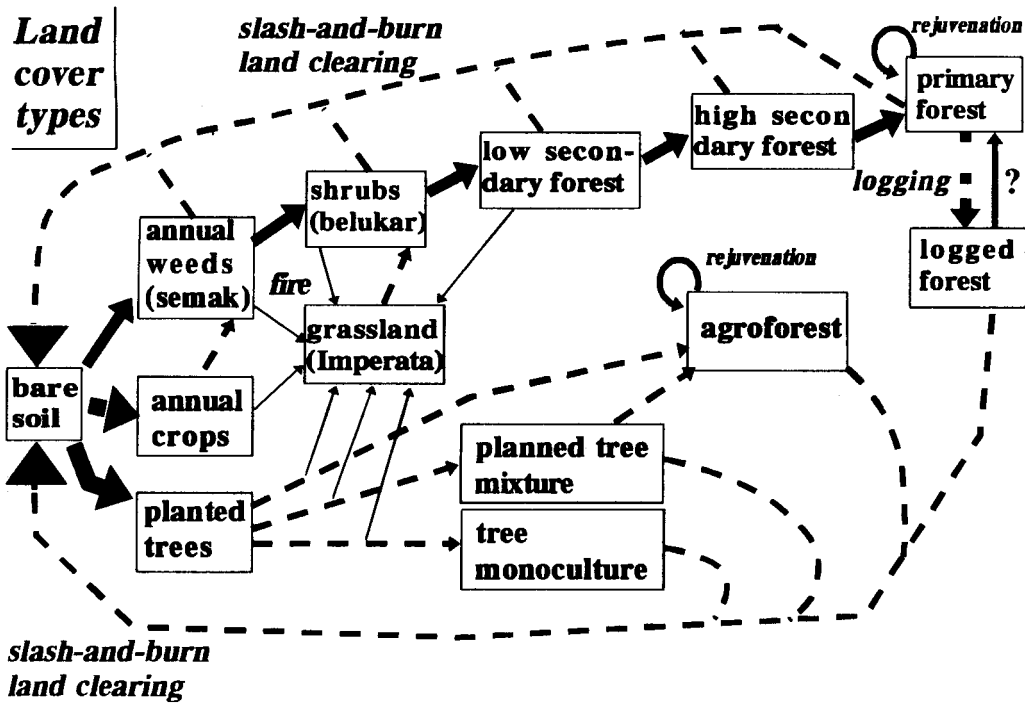 Land
cover
types
slash-and-burn
land clearing
rejuvenation
primary
forest
high secon
dary forest
low secon-
dary forest
logging
?
shrubs
(belukar)
annual
weeds
(semak)
logged
forest
rejuvenation
fire
grassland
(Imperata)
agroforest
bare
soil
annual
crops
planned tree
mixture
planted
trees
tree
monoculture
slash-and-burn
land clearing